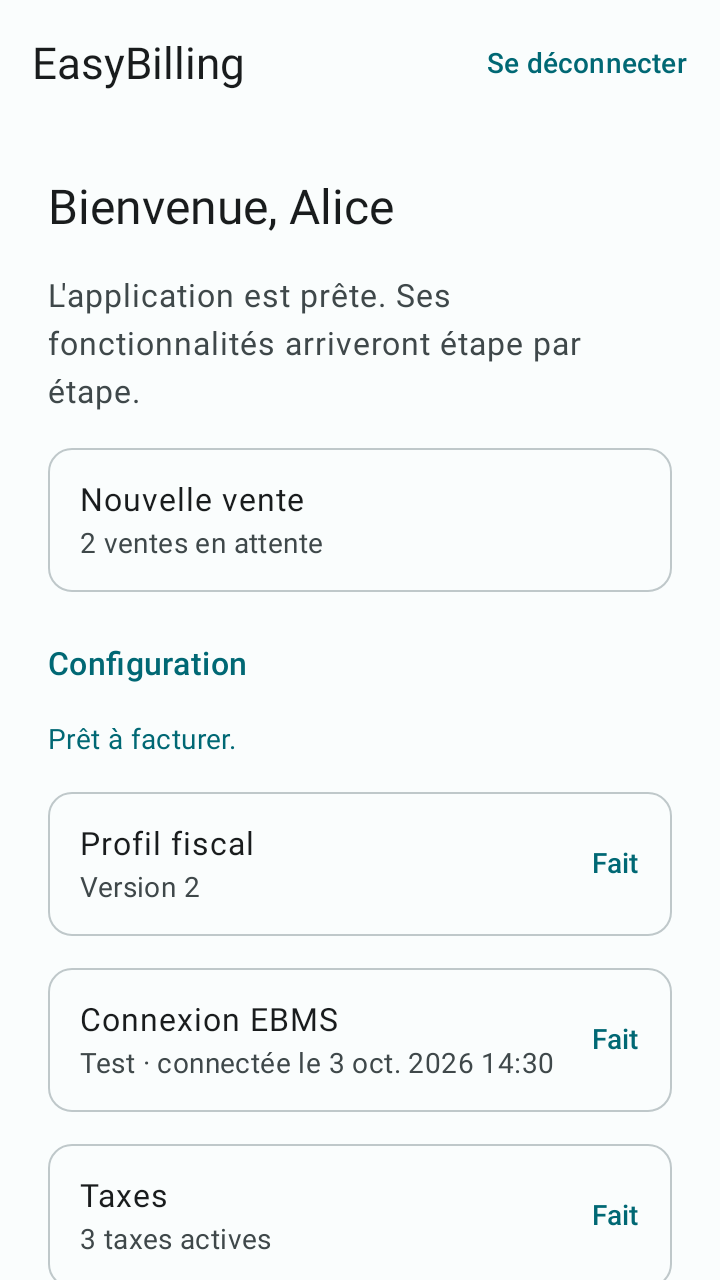 EasyBilling
Se déconnecter
Bienvenue, Alice
L'application est prête. Ses
fonctionnalités arriveront étape par
étape.
Nouvelle vente
2 ventes en attente
Configuration
Prêt à facturer.
Profil fiscal
Version 2
Fait
Connexion EBMS
Test · connectée le 3 oct. 2026 14:30
Fait
Taxes
3 taxes actives
Fait